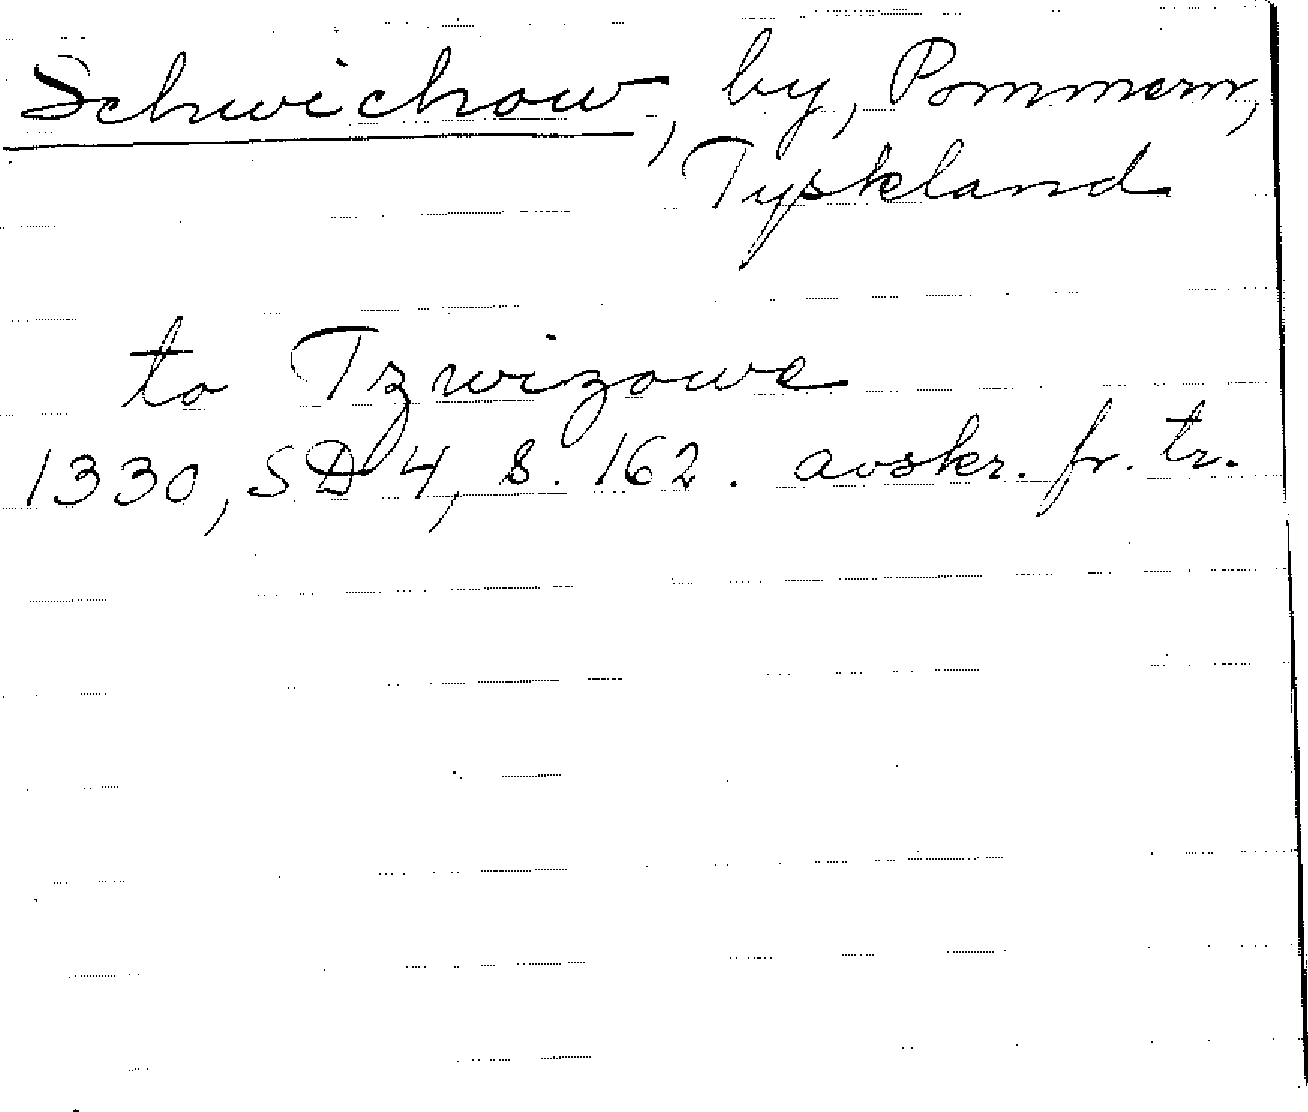 Schwichow, by, Pommern,
Tyskland
to Tzwizowe
1330, SD 4, s. 162. avskr. fr. tr.